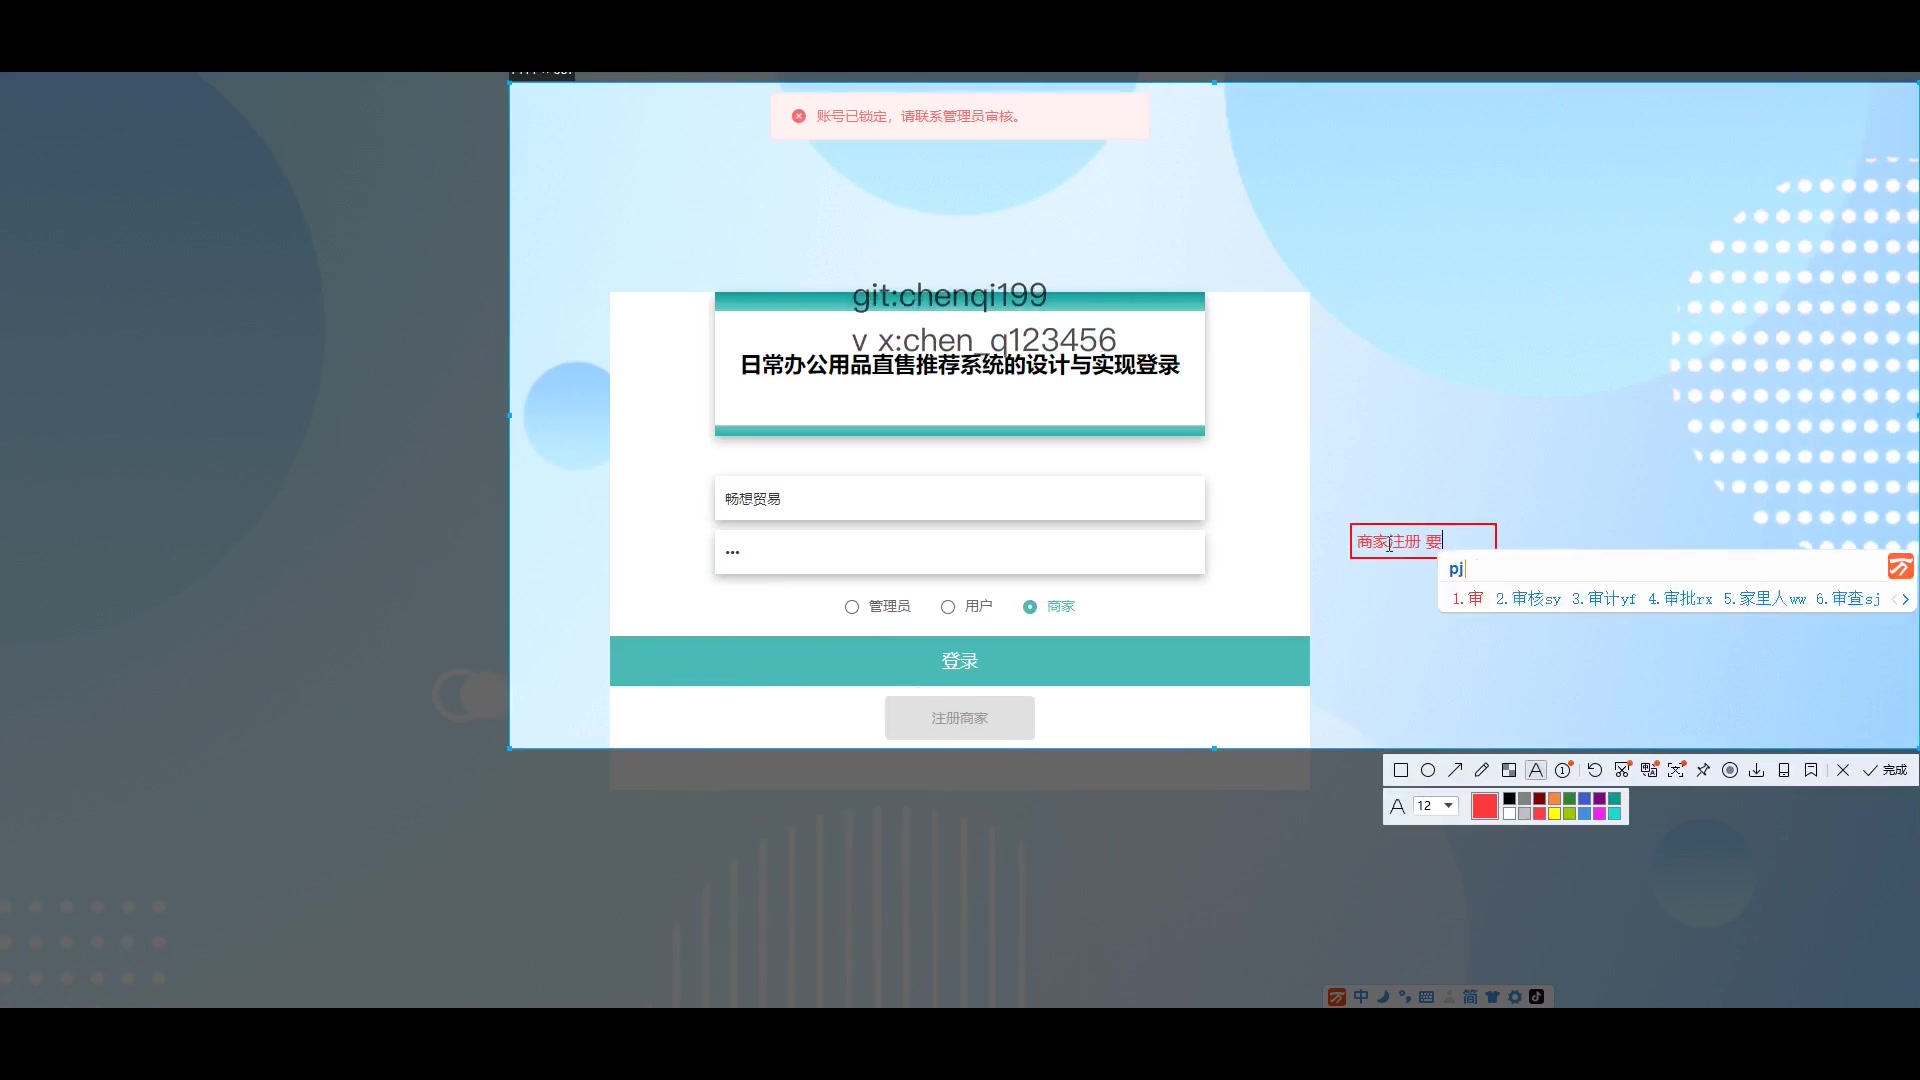 账号已锁定，请联系管理员审核。
git:chenqi199
v x:chen_q123456
日常办公用品直售推荐系统的设计与实现登录
畅想贸易
•••
管理员 用户 商家
登录
注册商家
商家注册 要
pj
1.审 2.审核sy 3.审计yf 4.审批rx 5.家里人ww 6.审查sj
完成
A 12
中 简